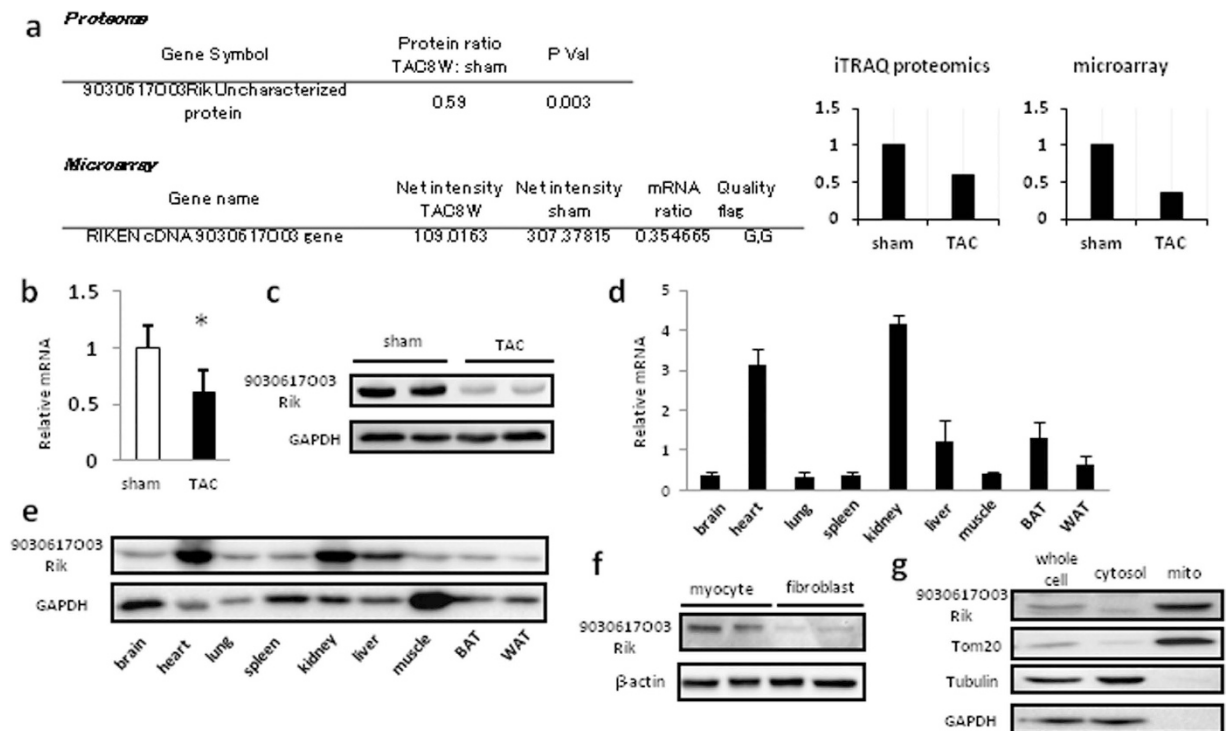 a
Proteome
Gene Symbol
Protein ratio
TAC8W: sham
P Val
9030617O03Rik Uncharacterized
protein
0.59
0.003
Microarray
Gene name
Net intensity
TAC8W
Net intensity
sham
mRNA
ratio
Quality
flag
RIKEN cDNA 9030617O03 gene
109.0163
307.37815
0.354665
G,G
iTRAQ proteomics
1.5
1
0.5
0
sham
TAC
microarray
1.5
1
0.5
0
sham
TAC
b
Relative mRNA
1.5
1
0.5
0
*
sham
TAC
c
sham
TAC
9030617O03
Rik
GAPDH
d
Relative mRNA
5
4
3
2
1
0
brain
heart
lung
spleen
kidney
liver
muscle
BAT
WAT
e
9030617O03
Rik
GAPDH
brain
heart
lung
spleen
kidney
liver
muscle
BAT
WAT
f
myocyte
fibroblast
9030617O03
Rik
β actin
g
whole
cell
cytosol
mito
9030617O03
Rik
Tom20
Tubulin
GAPDH